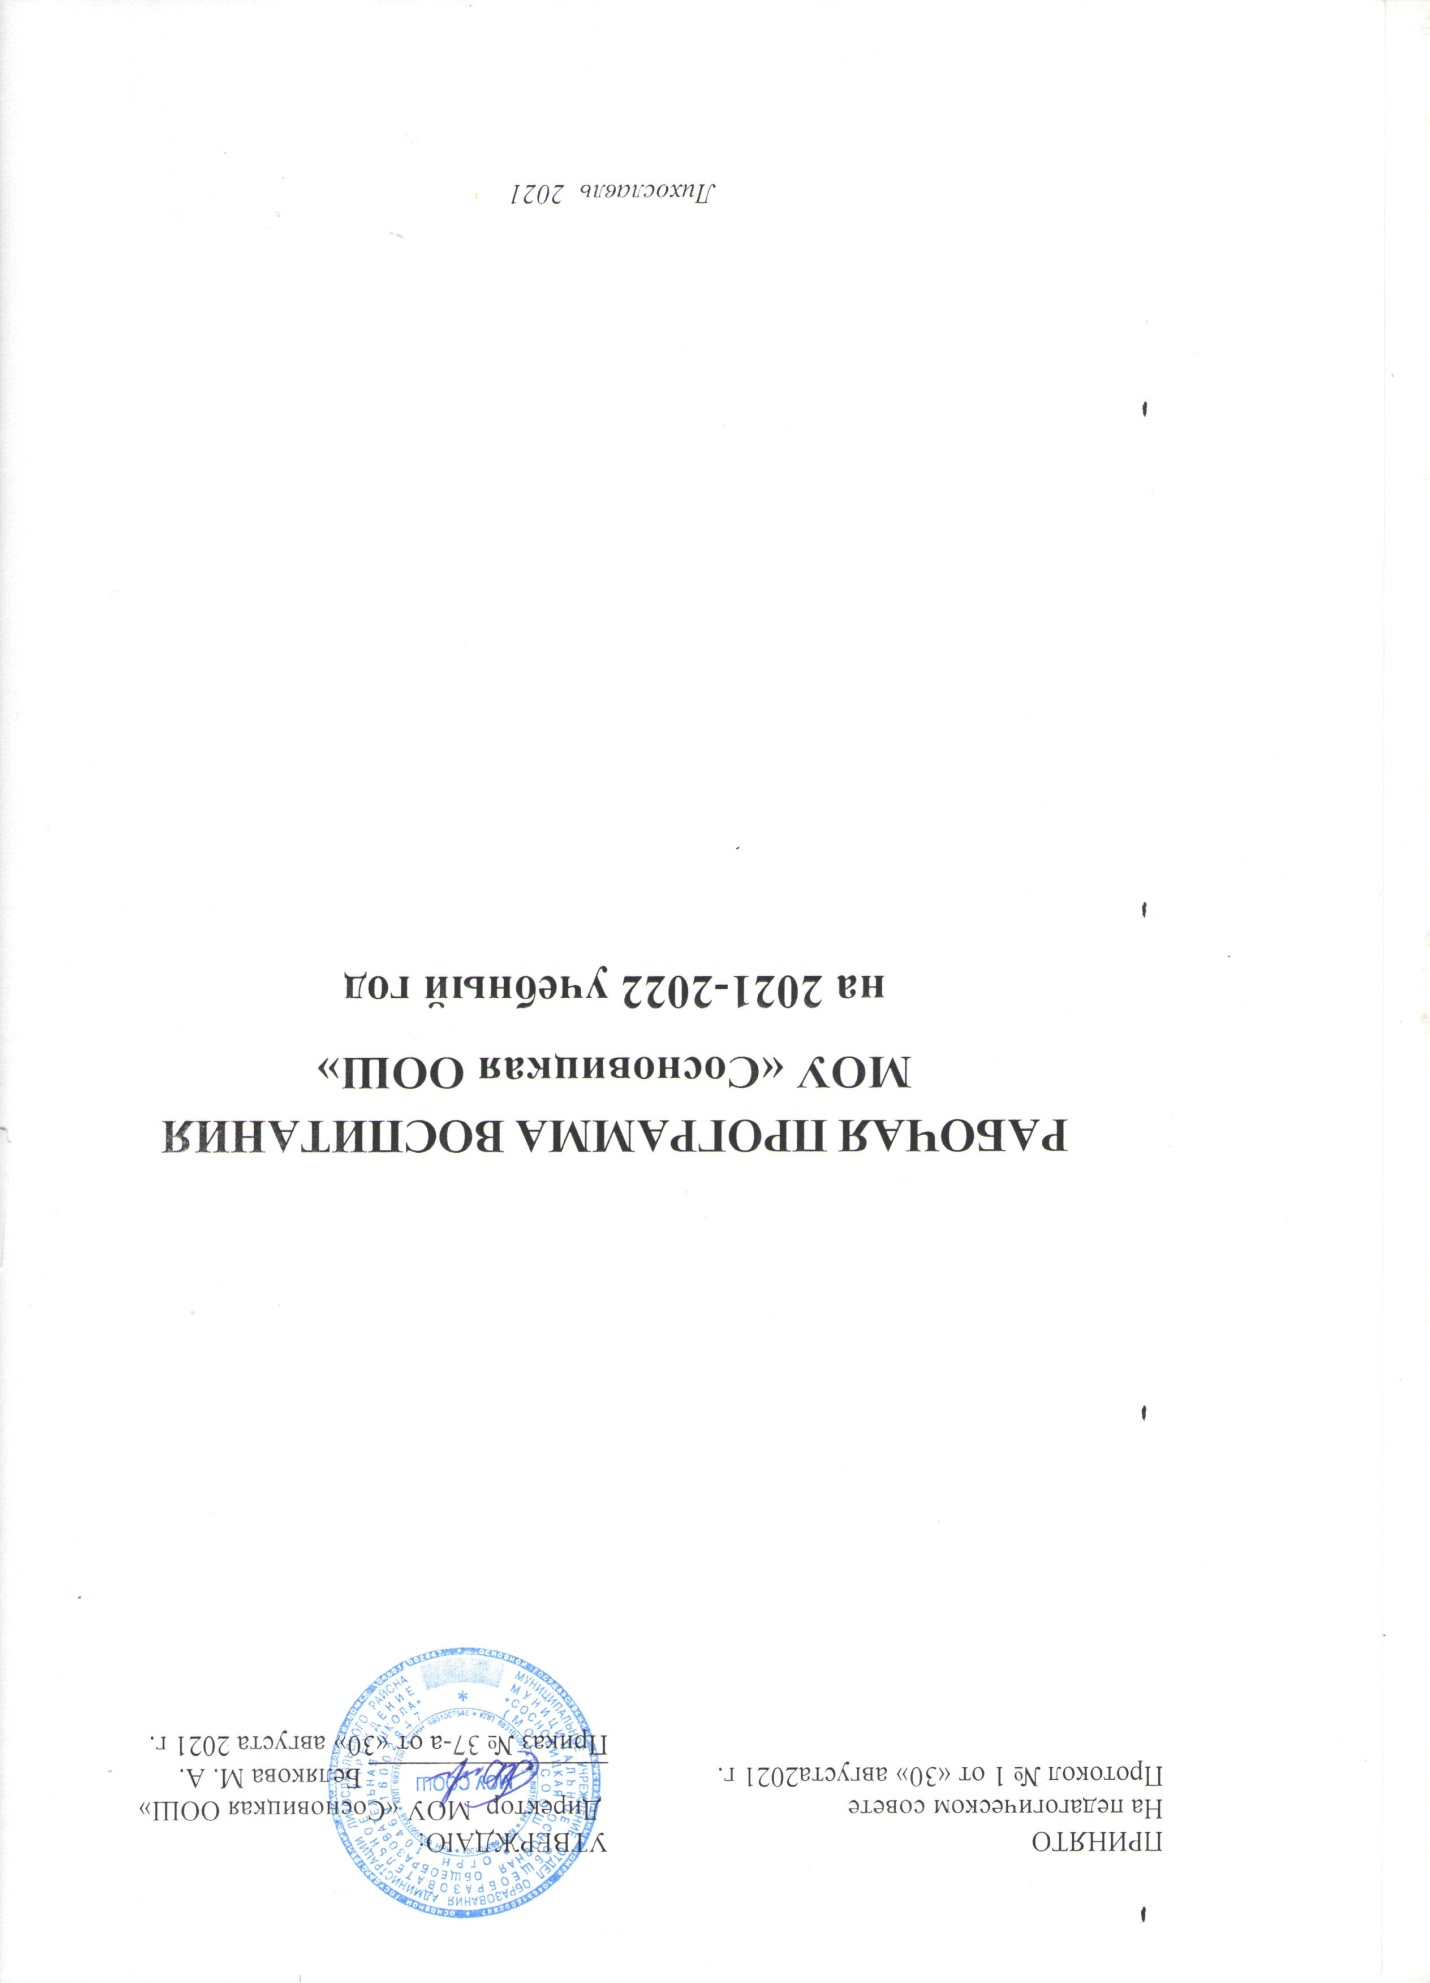 ПРИНЯТО
На педагогическом совете
Протокол № 1 от «30» августа2021 г.
УТВЕРЖДАЮ:
Директор МОУ «Сосновицкая ООШ»
Белякова М. А.
Приказ № 37-а от «30» августа 2021 г.
РАБОЧАЯ ПРОГРАММА ВОСПИТАНИЯ
МОУ «Сосновицкая ООШ»
на 2021-2022 учебный год
Лихославль 2021